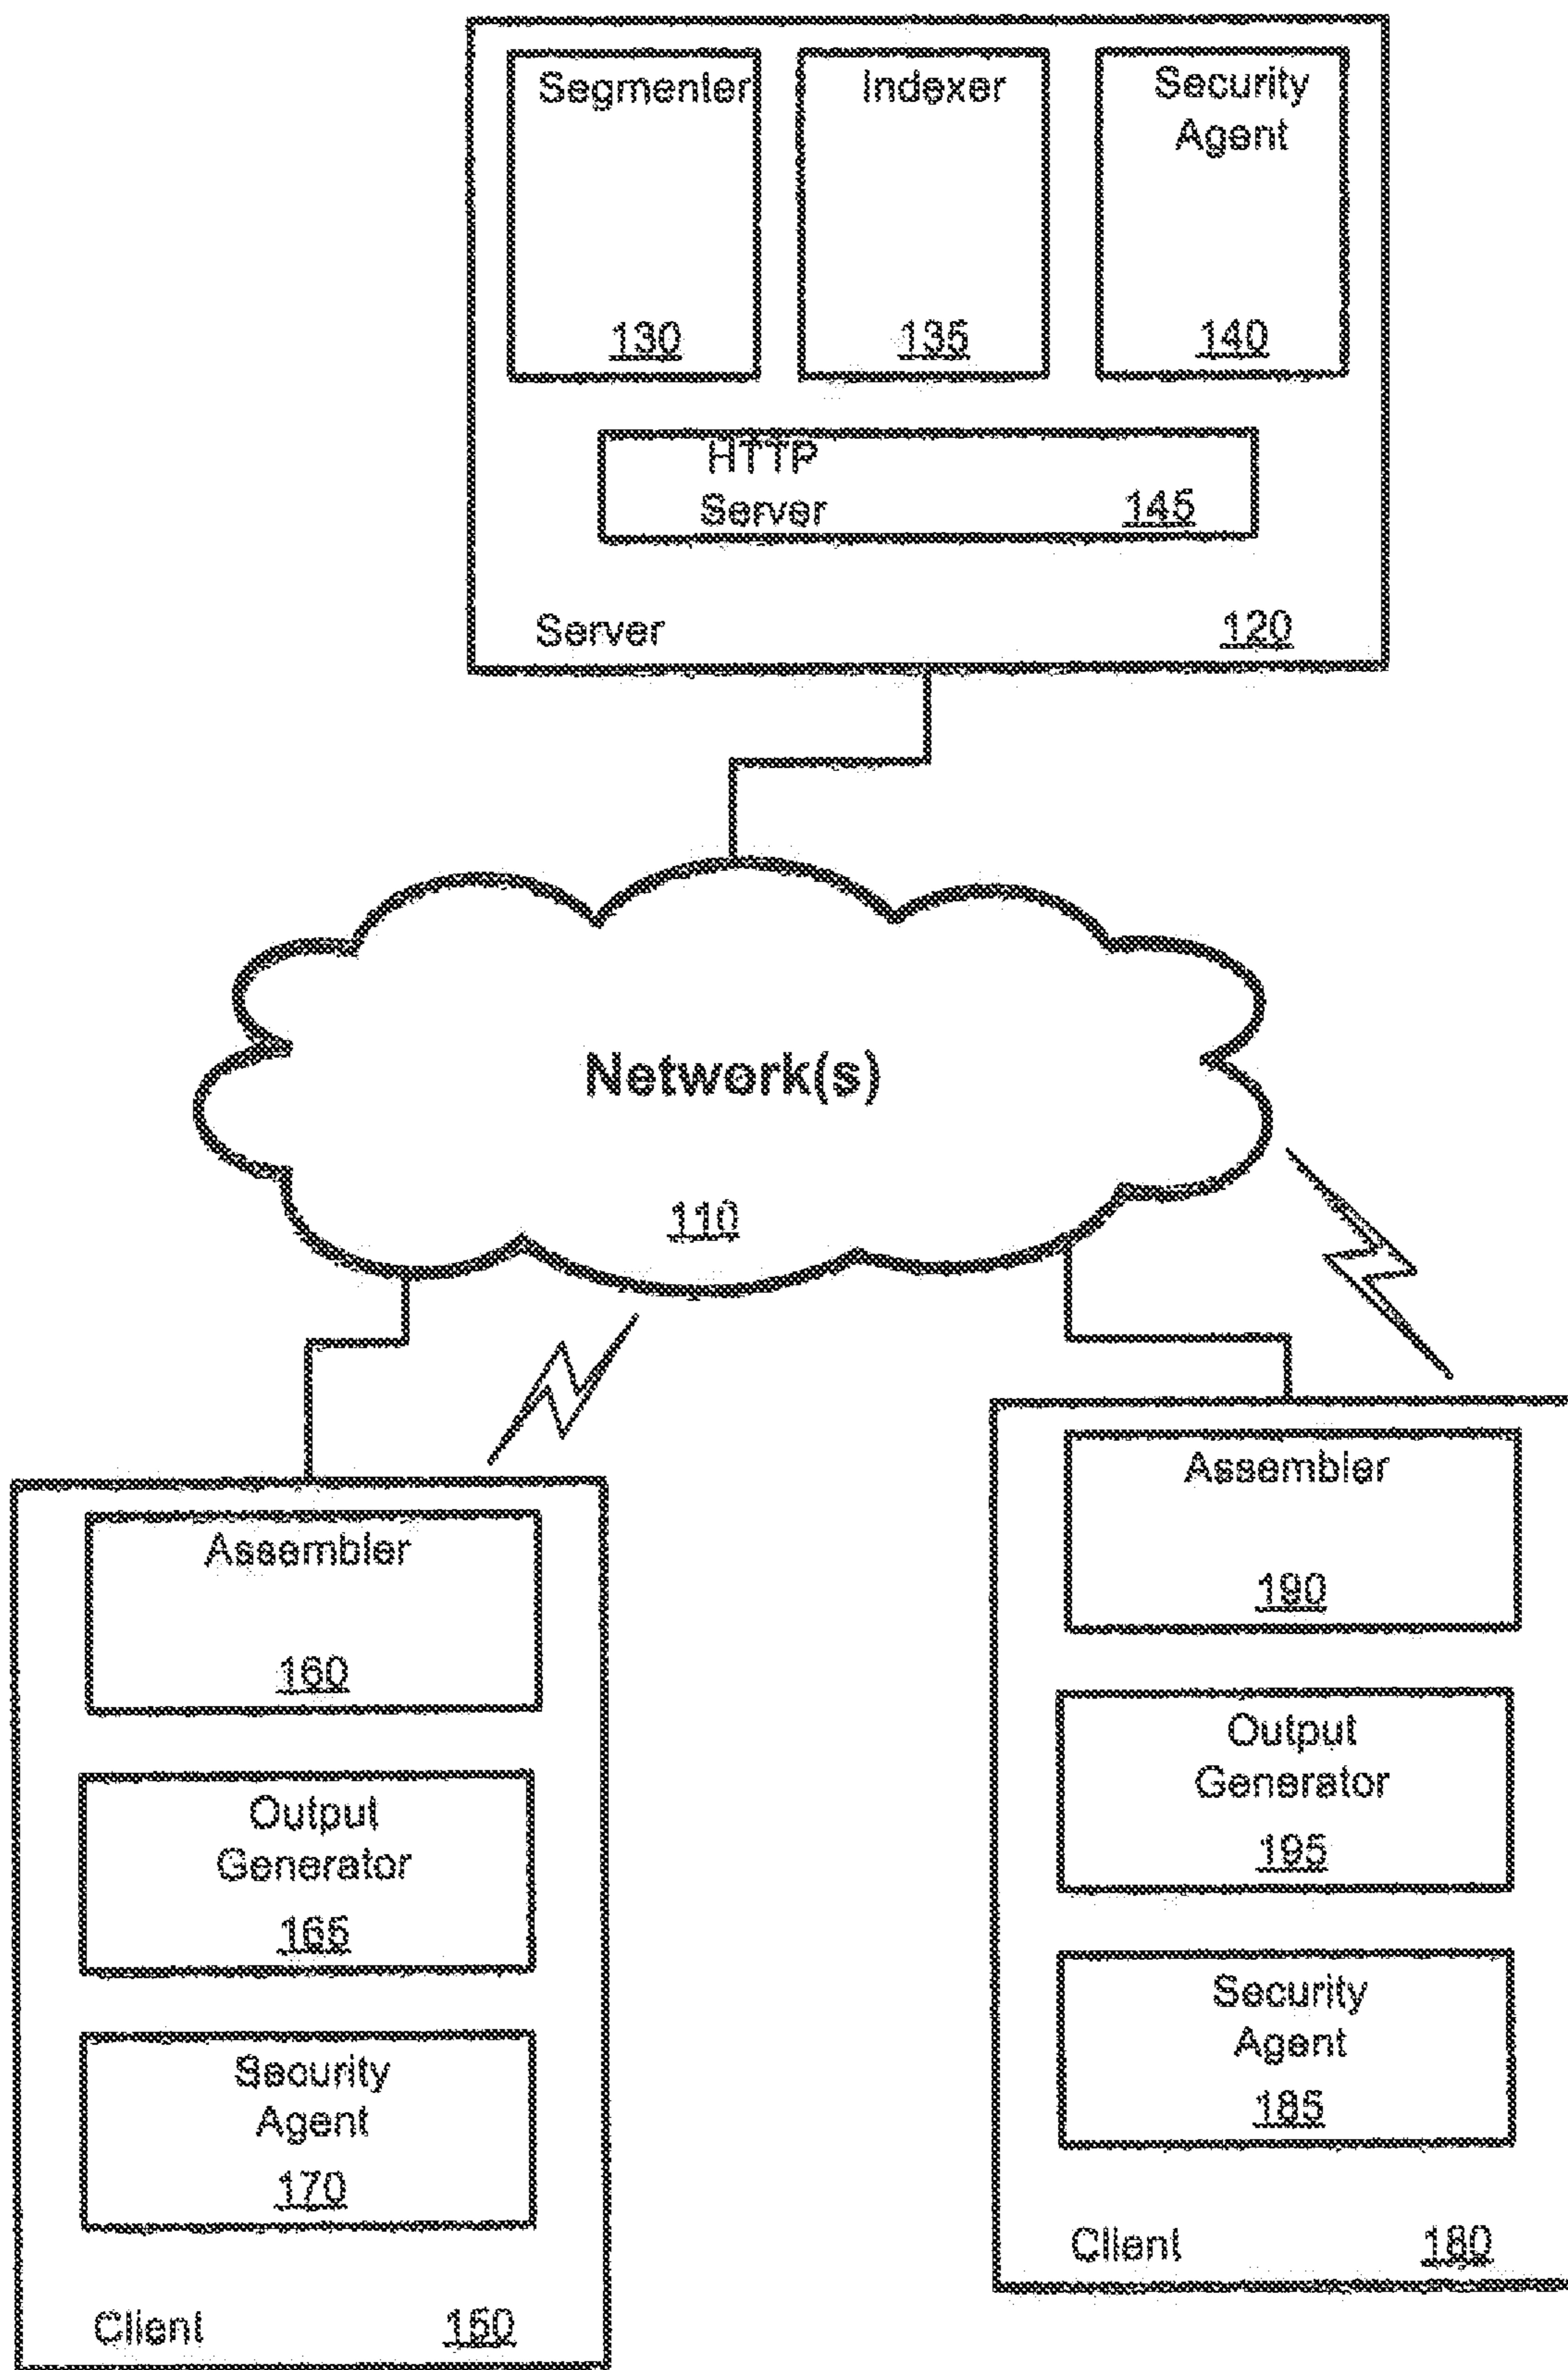 Segmenter
130
Indexer
135
Security
Agent
140
HTTP
Server
145
Server
120
Network(s)
110
Assembler
160
Output
Generator
165
Security
Agent
170
Client
150
Assembler
190
Output
Generator
195
Security
Agent
185
Client
180